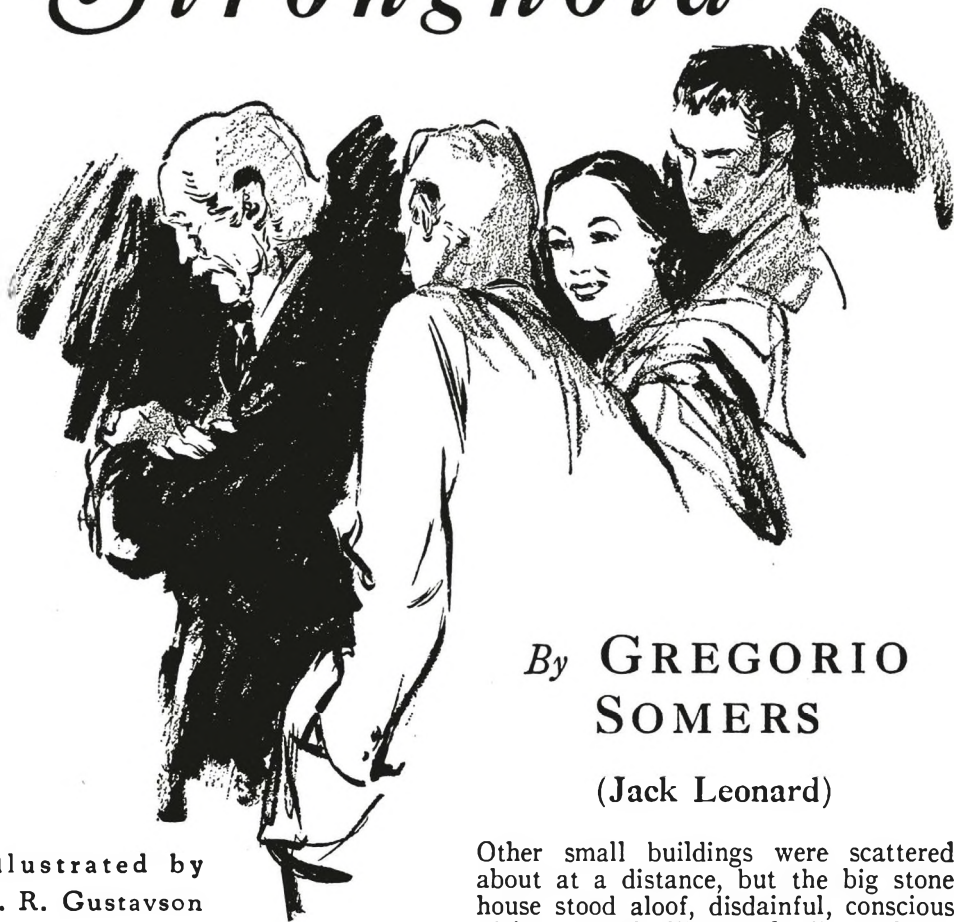 Stronghold
By GREGORIO
SOMERS
(Jack Leonard)
llustrated by
. R. Gustavson
Other small buildings were scattered
about at a distance, but the big stone
house stood aloof, disdainful, conscious